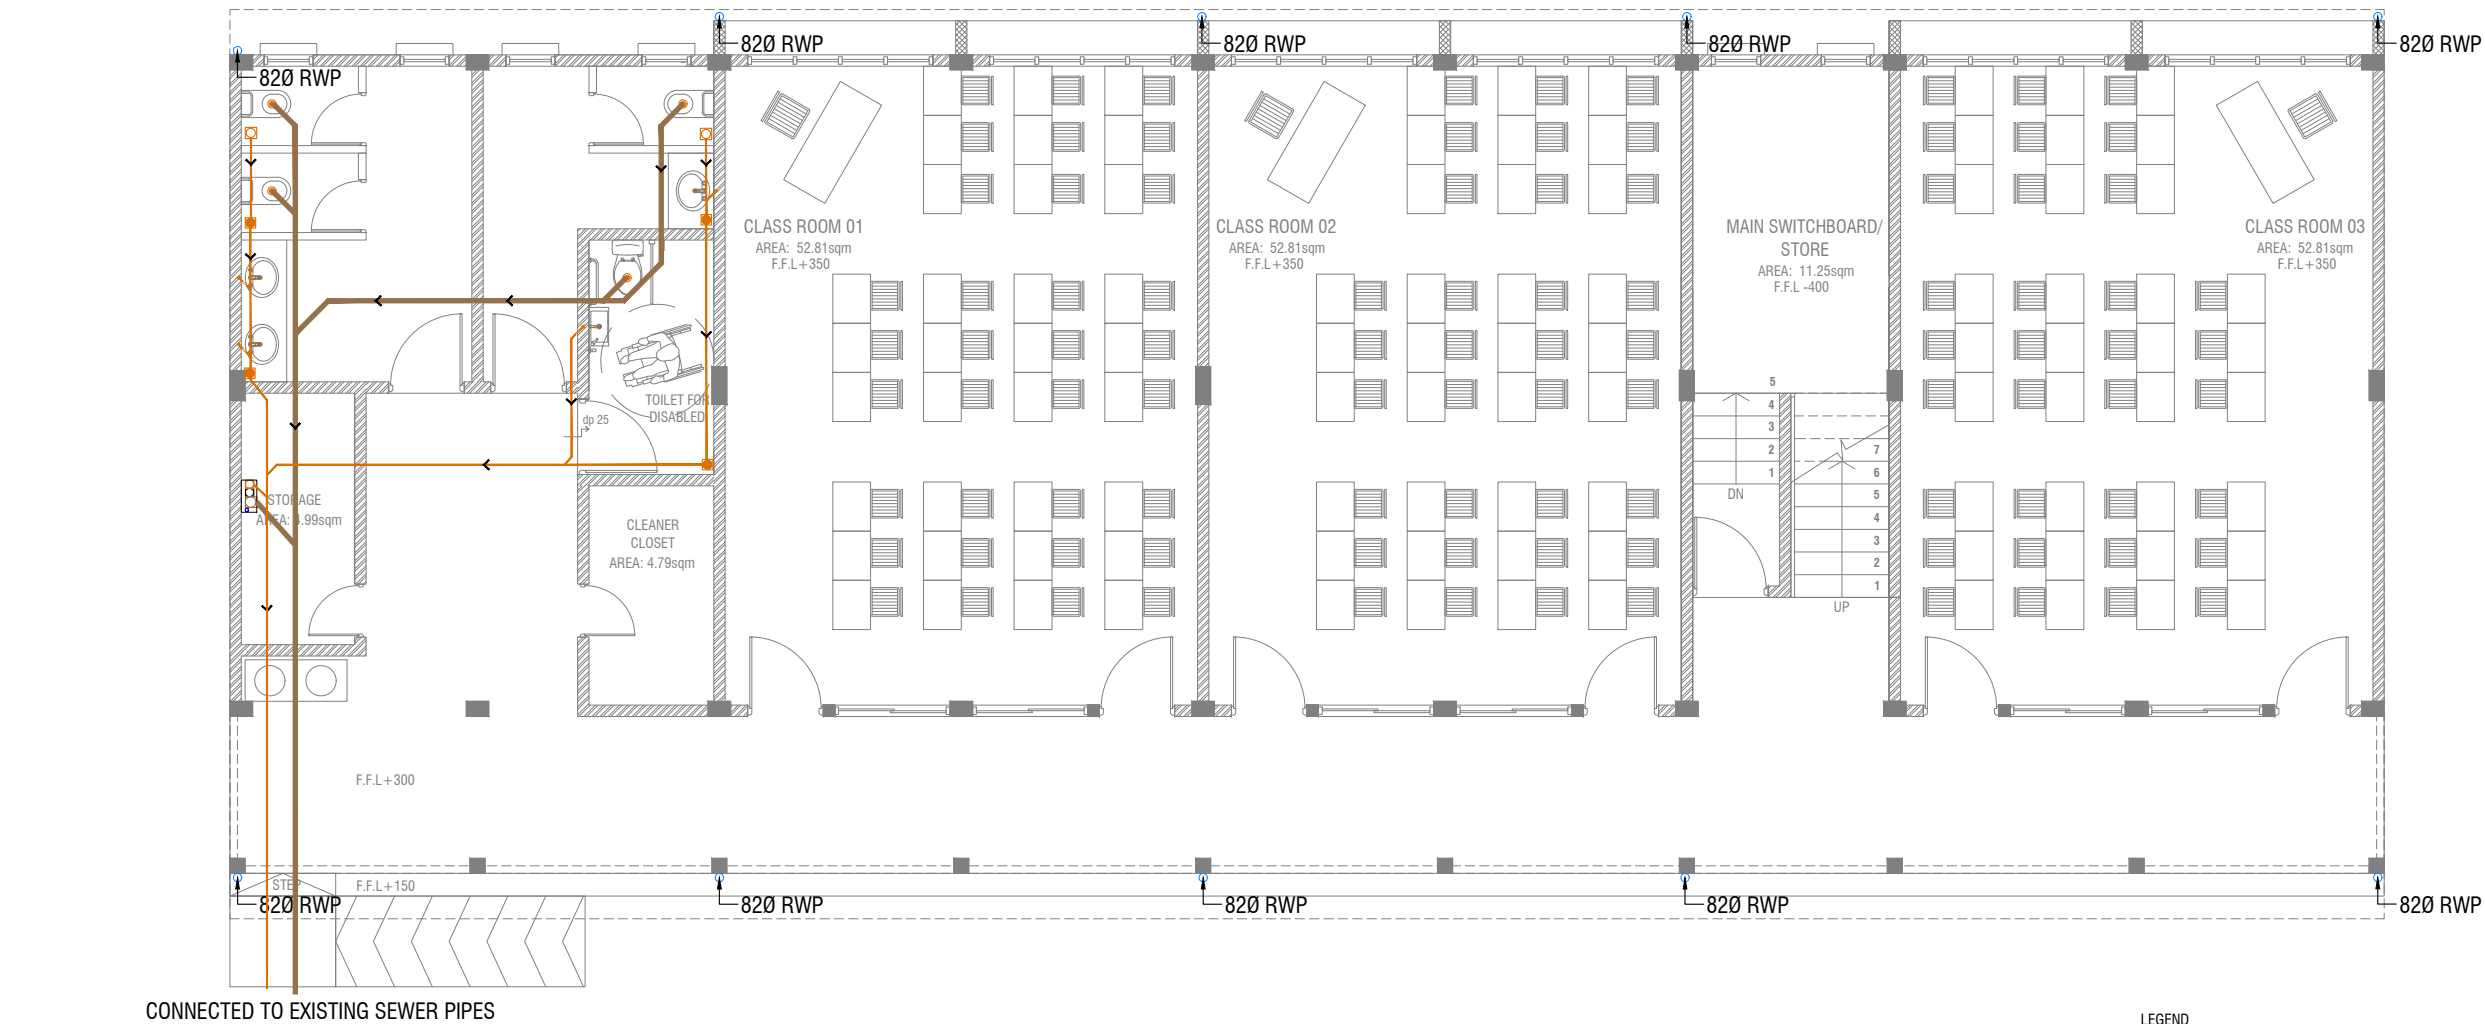 82Ø RWP
82Ø RWP
82Ø RWP
82Ø RWP
82Ø RWP
CLASS ROOM 01
AREA:  52.81sqm
F.F.L+350
CLASS ROOM 02
AREA:  52.81sqm
F.F.L+350
MAIN SWITCHBOARD/
STORE
AREA:  11.25sqm
F.F.L -400
CLASS ROOM 03
AREA:  52.81sqm
F.F.L+350
TOILET FOR
DISABLED
dp 25
5
4
3
2
1
DN
7
6
5
4
3
2
1
UP
STORAGE
AREA: 4.99sqm
CLEANER
CLOSET
AREA: 4.79sqm
F.F.L+300
STEP
F.F.L+150
82Ø RWP
82Ø RWP
82Ø RWP
82Ø RWP
82Ø RWP
CONNECTED TO EXISTING SEWER PIPES
LEGEND